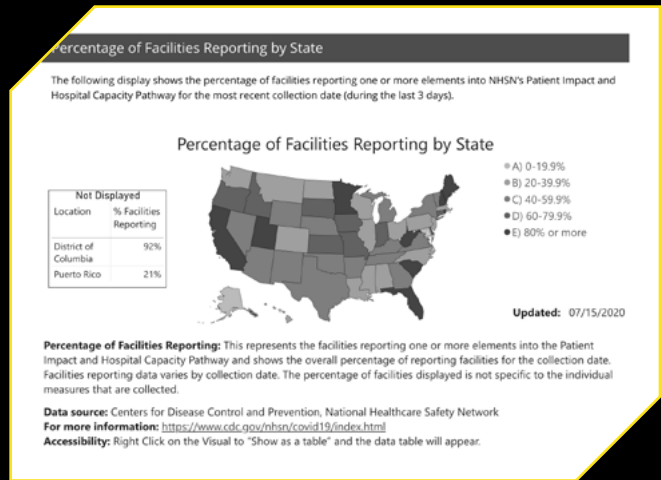 Percentage of Facilities Reporting by State
The following display shows the percentage of facilities reporting one or more elements into NHSN's Patient Impact and
Hospital Capacity Pathway for the most recent collection date (during the last 3 days).
Percentage of Facilities Reporting by State
A) 0-19.9%
B) 20-39.9%
C) 40-59.9%
D) 60-79.9%
E) 80% or more
Not Displayed
Location % Facilities
Reporting
District of 92%
Columbia
Puerto Rico 21%
Updated: 07/15/2020
Percentage of Facilities Reporting: This represents the facilities reporting one or more elements into the Patient
Impact and Hospital Capacity Pathway and shows the overall percentage of reporting facilities for the collection date.
Facilities reporting data varies by collection date. The percentage of facilities displayed is not specific to the individual
measures that are collected.
Data source: Centers for Disease Control and Prevention, National Healthcare Safety Network
For more information: https://www.cdc.gov/nhsn/covid19/index.html
Accessibility: Right Click on the Visual to "Show as a table" and the data table will appear.